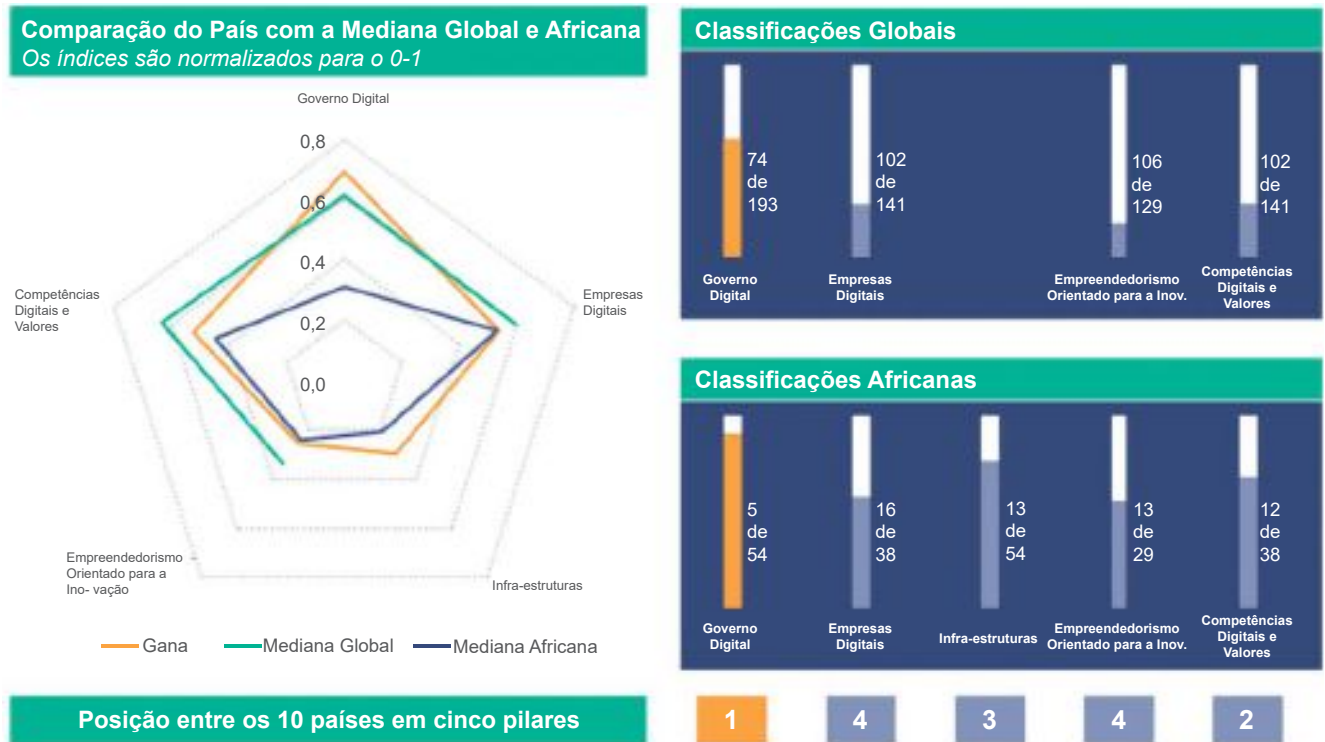 Comparação do País com a Mediana Global e Africana
Os índices são normalizados para o 0-1
Governo Digital
0,8
0,6
0,4
0,2
0,0
Competências
Digitais e
Valores
Empresas
Digitais
Empreendedorismo
Orientado para a
Ino- vação
Infra-estruturas
Gana
Mediana Global
Mediana Africana
Classificações Globais
74
de
193
102
de
141
106
de
129
102
de
141
Governo
Digital
Empresas
Digitais
Empreendedorismo
Orientado para a Inov.
Competências
Digitais e
Valores
Classificações Africanas
5
de
54
16
de
38
13
de
54
13
de
29
12
de
38
Governo
Digital
Empresas
Digitais
Infra-estruturas
Empreendedorismo
Orientado para a Inov.
Competências
Digitais e
Valores
Posição entre os 10 países em cinco pilares
1
4
3
4
2